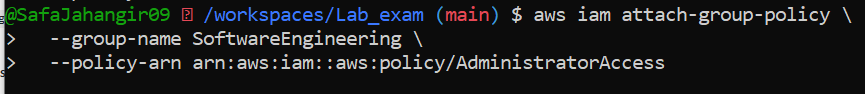 @SafaJahangir09 /workspaces/Lab_exam (main) $ aws iam attach-group-policy \
> --group-name SoftwareEngineering \
> --policy-arn arn:aws:iam::aws:policy/AdministratorAccess